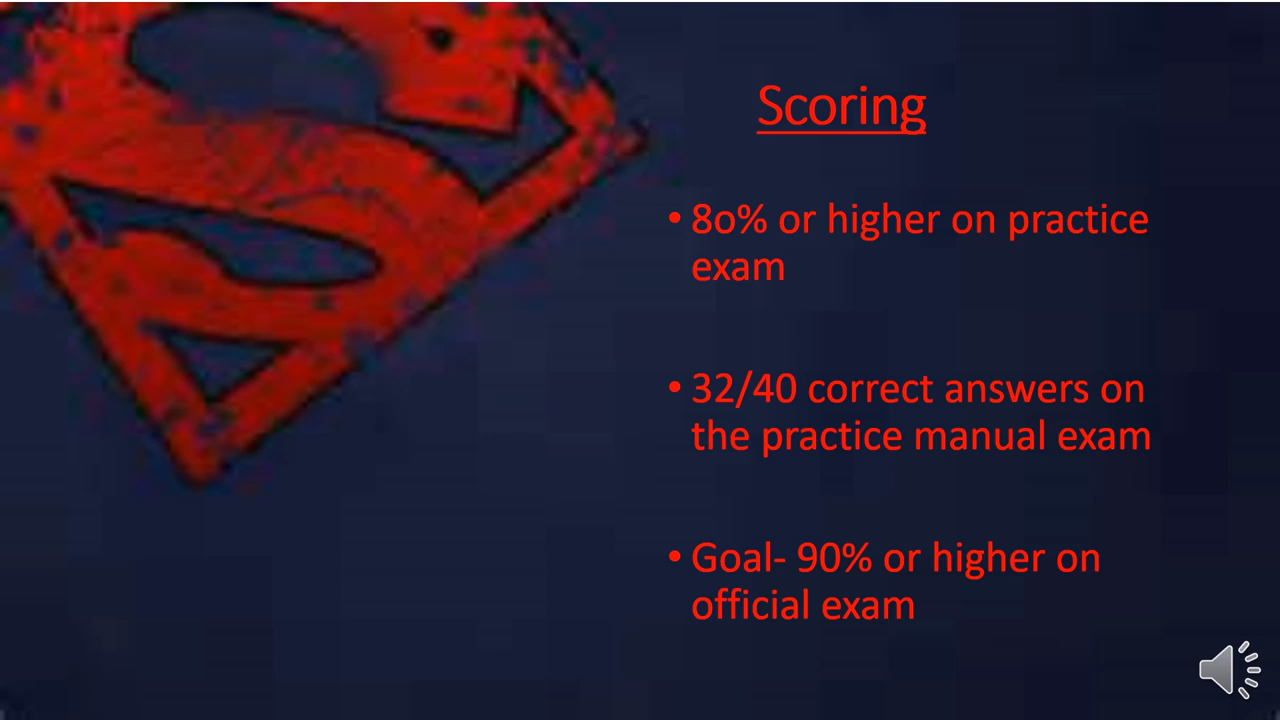 Scoring
• 8o% or higher on practice
exam
• 32/40 correct answers on
the practice manual exam
• Goal- 90% or higher on
official exam